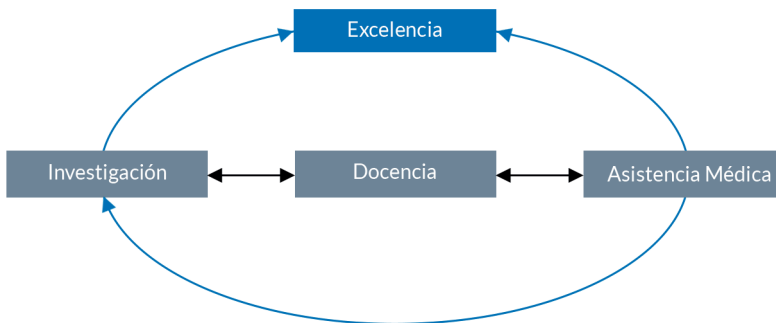 Excelencia
Investigación
Docencia
Asistencia Médica